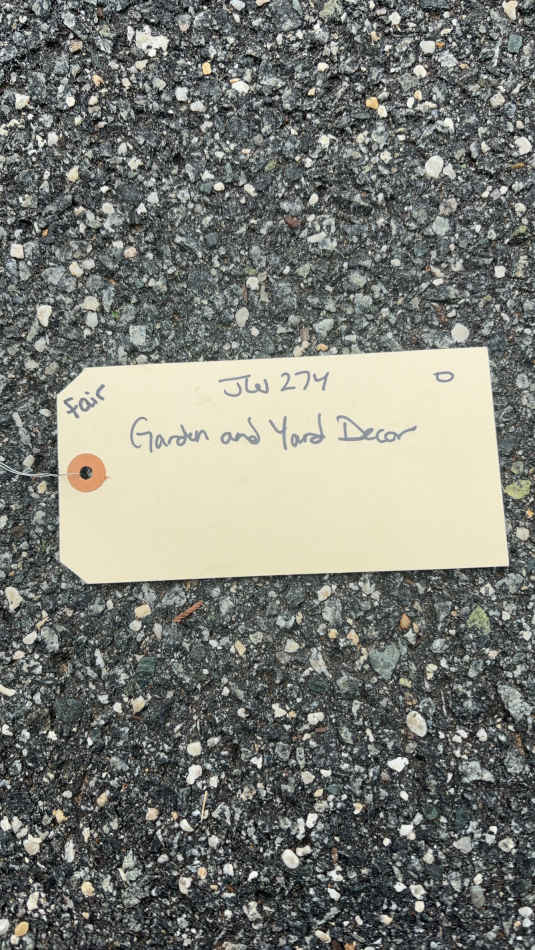 Fair
JW 274 O
Garden and Yard Decor